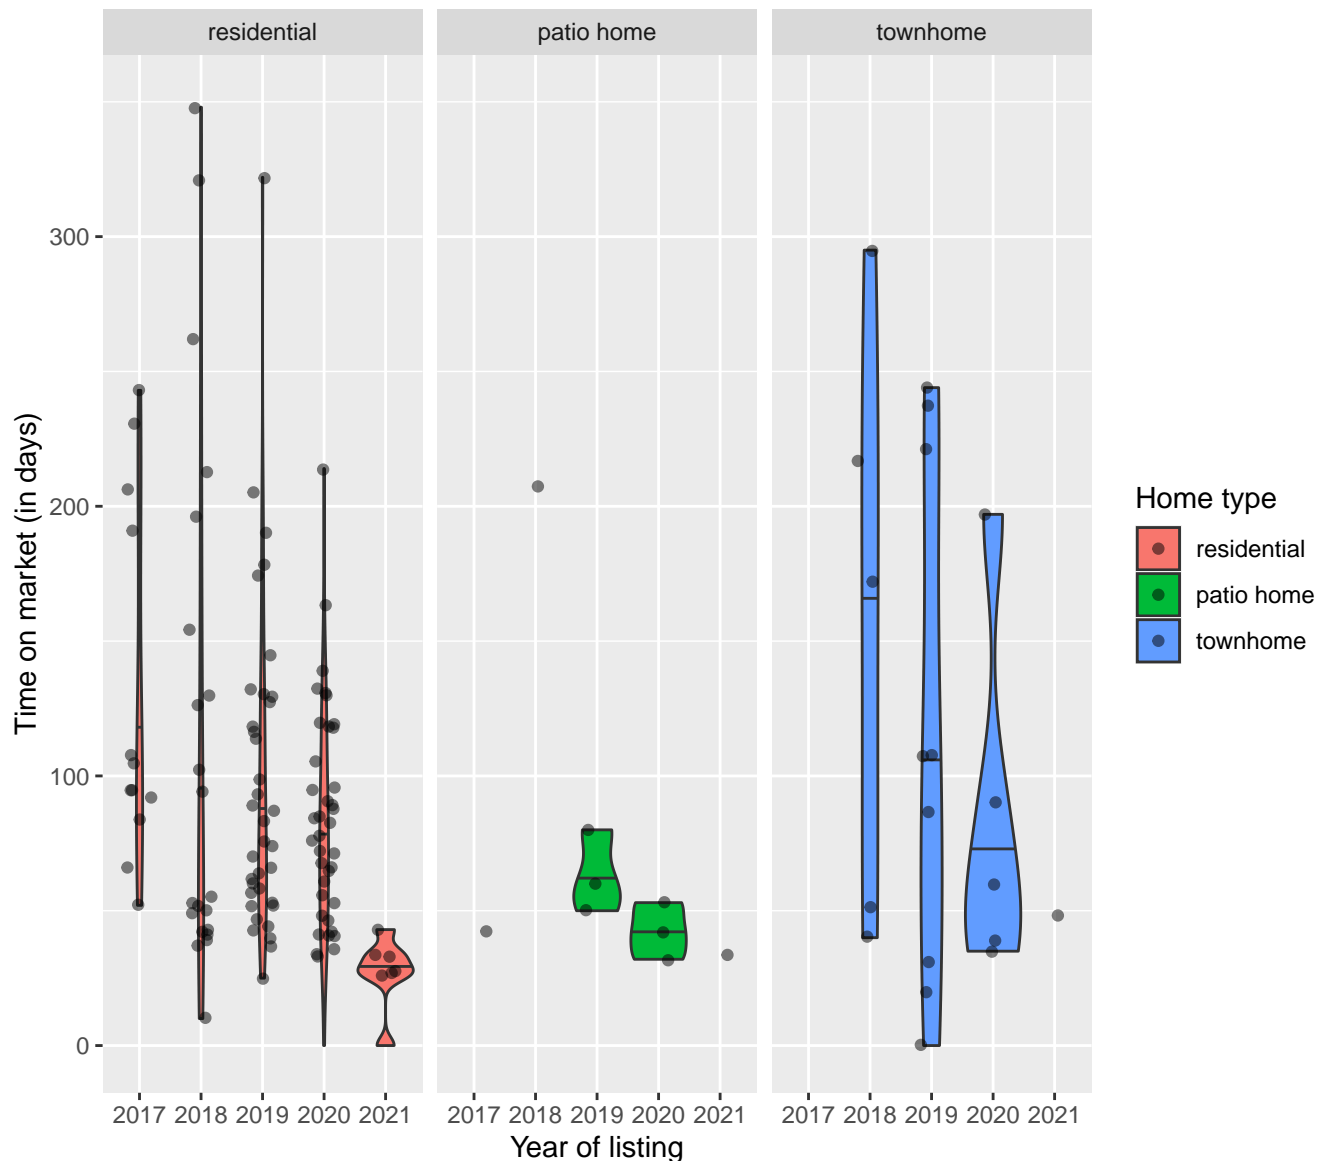 residential patio home townhome
300
200
100
0
Time on market (in days)
2017 2018 2019 2020 2021 2017 2018 2019 2020 2021 2017 2018 2019 2020 2021
Year of listing
Home type
residential
patio home
townhome